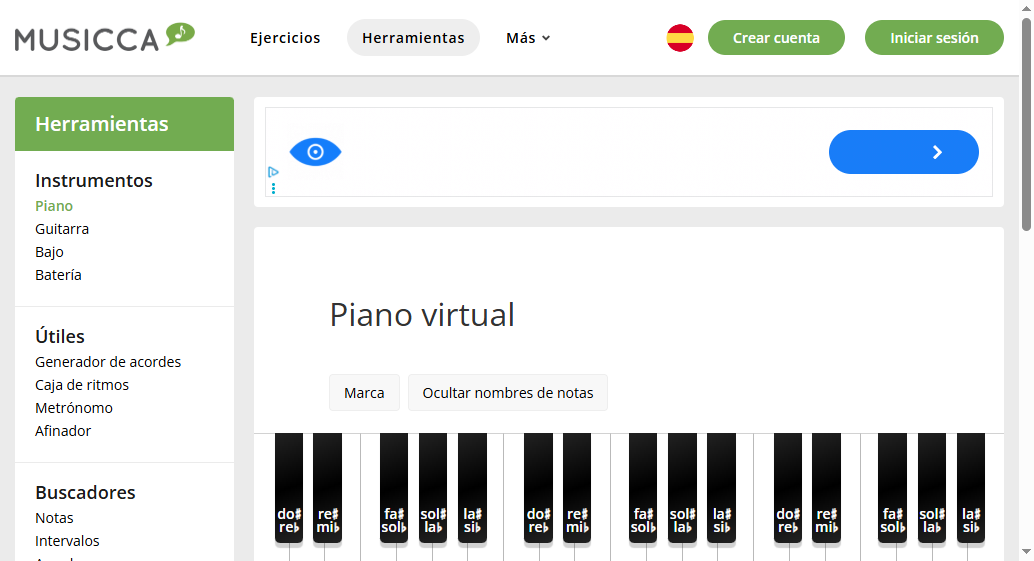 MUSICCA
Ejercicios
Herramientas
Más
Crear cuenta
Iniciar sesión
Herramientas
Instrumentos
Piano
Guitarra
Bajo
Batería
Útiles
Generador de acordes
Caja de ritmos
Metrónomo
Afinador
Buscadores
Notas
Intervalos
Piano virtual
Marca
Ocultar nombres de notas
do♯ re♯ fa♯ sol♯ la♯ do♯ re♯ fa♯ sol♯ la♯ do♯ re♯ fa♯ sol♯ la♯
re♭ mi♭ sol♭ la♭ si♭ re♭ mi♭ sol♭ la♭ si♭ re♭ mi♭ sol♭ la♭ si♭